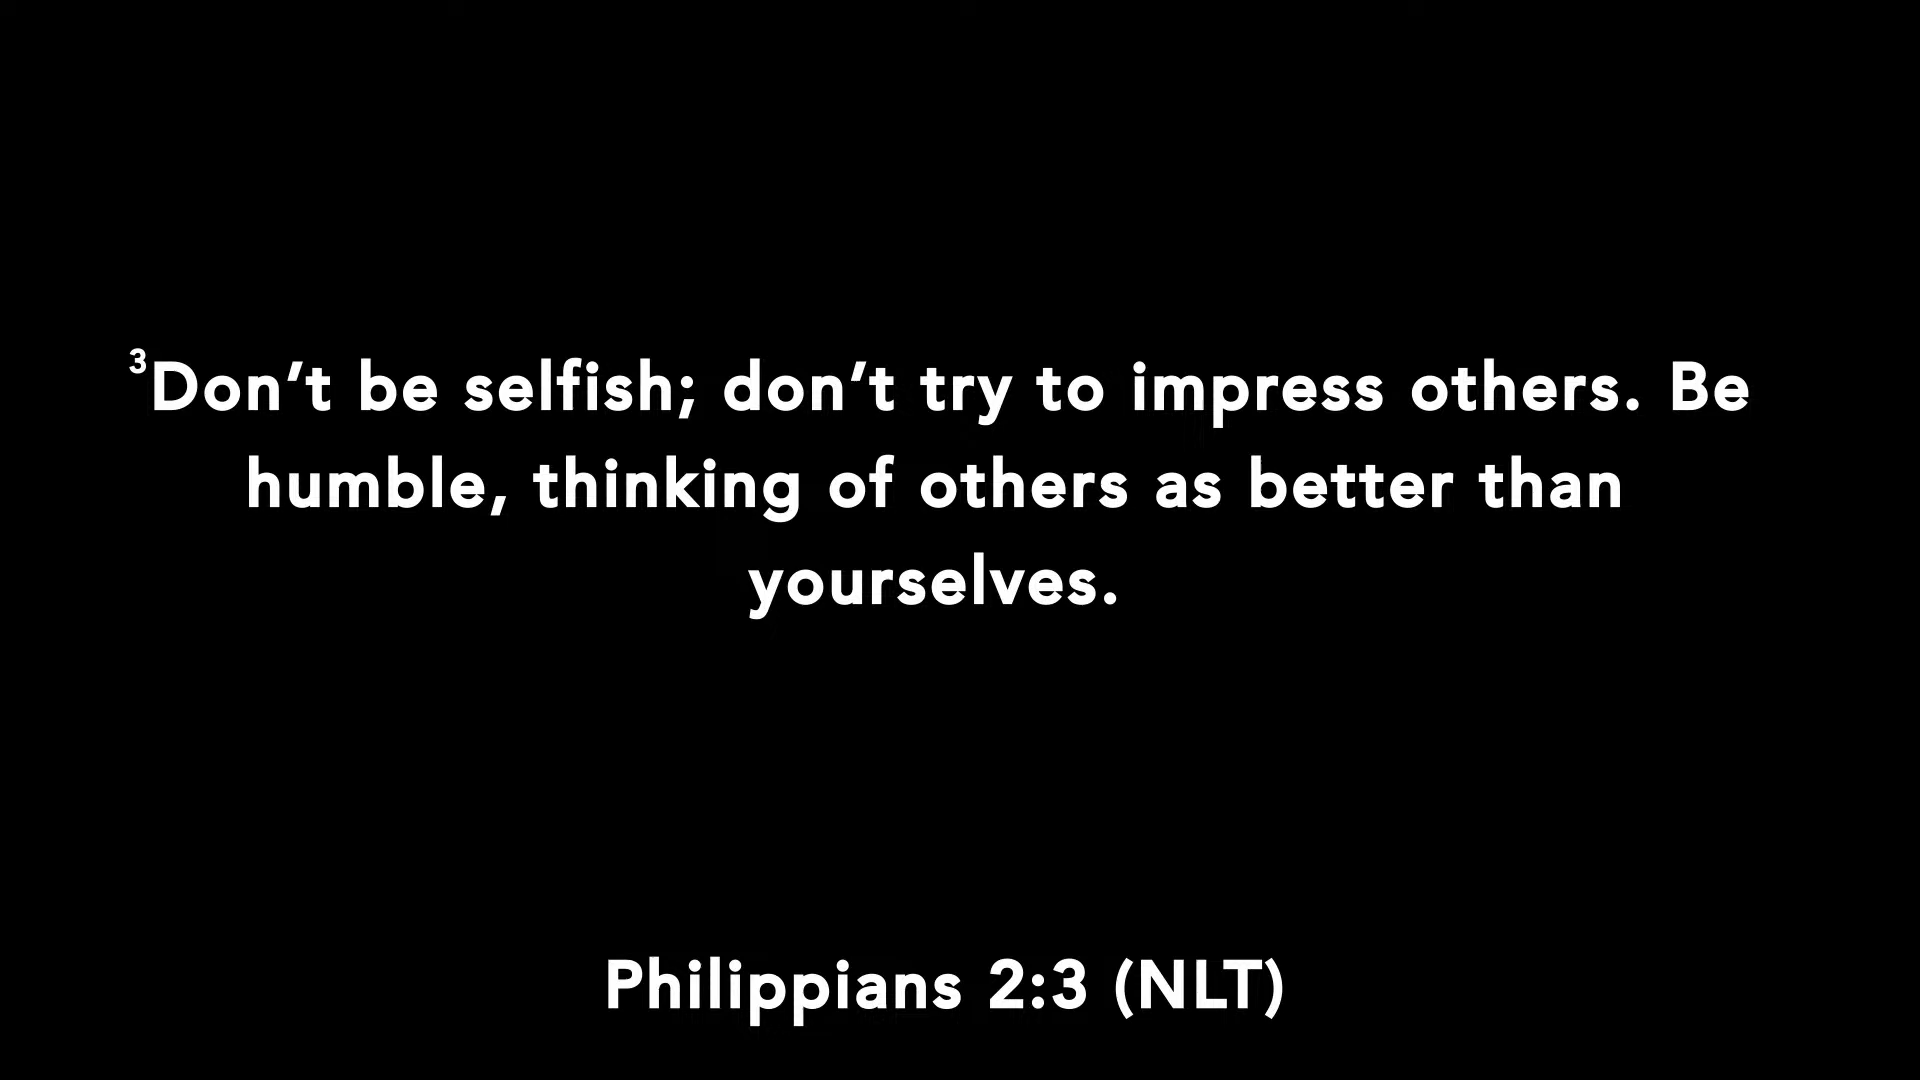 ³Don’t be selfish; don’t try to impress others. Be
humble, thinking of others as better than
yourselves.
Philippians 2:3 (NLT)